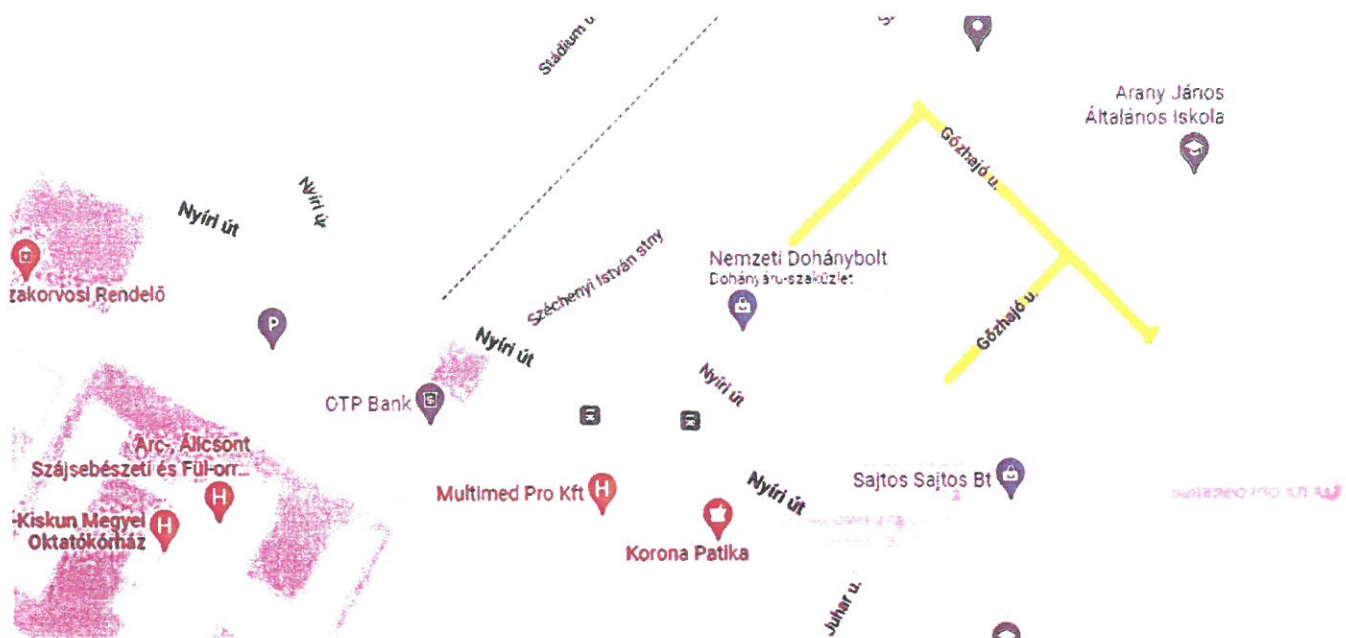 Stádium u.
Arany János
Általános Iskola
Gőzhajó u.
Nyíri út
Nyíri út
Széchenyi István stny.
Nemzeti Dohánybolt
Dohányáru-szaküzlet
zakorvosi Rendelő
P
Nyíri út
Gőzhajó u.
Nyíri út
OTP Bank
Arc-, Állcsont
Szájsebészeti és Fül-orr...
H
Multimed Pro Kft
H
Nyíri út
Sajtos Sajtos Bt
-Kiskun Megyei
Oktatókórház
H
Korona Patika
Juhar u.